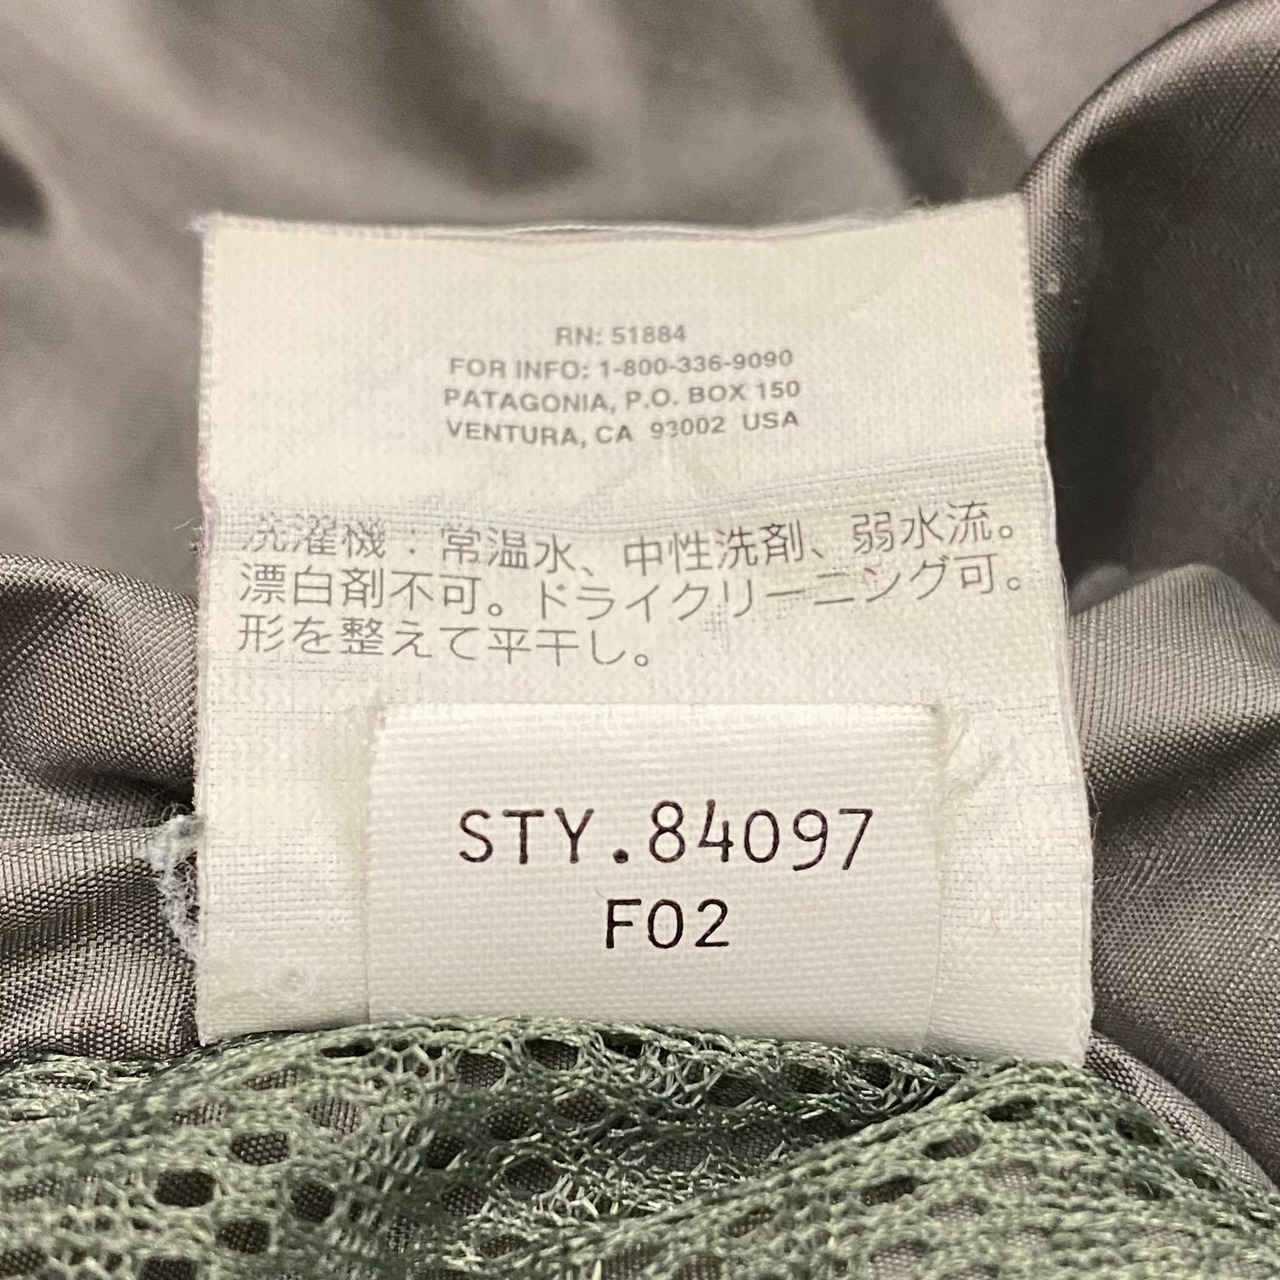 RN: 51884
FOR INFO: 1-800-336-9090
PATAGONIA, P.O. BOX 150
VENTURA, CA 93002 USA
洗濯機：常温水、中性洗剤、弱水流。
漂白剤不可。ドライクリーニング可。
形を整えて平干し。
STY.84097
F02